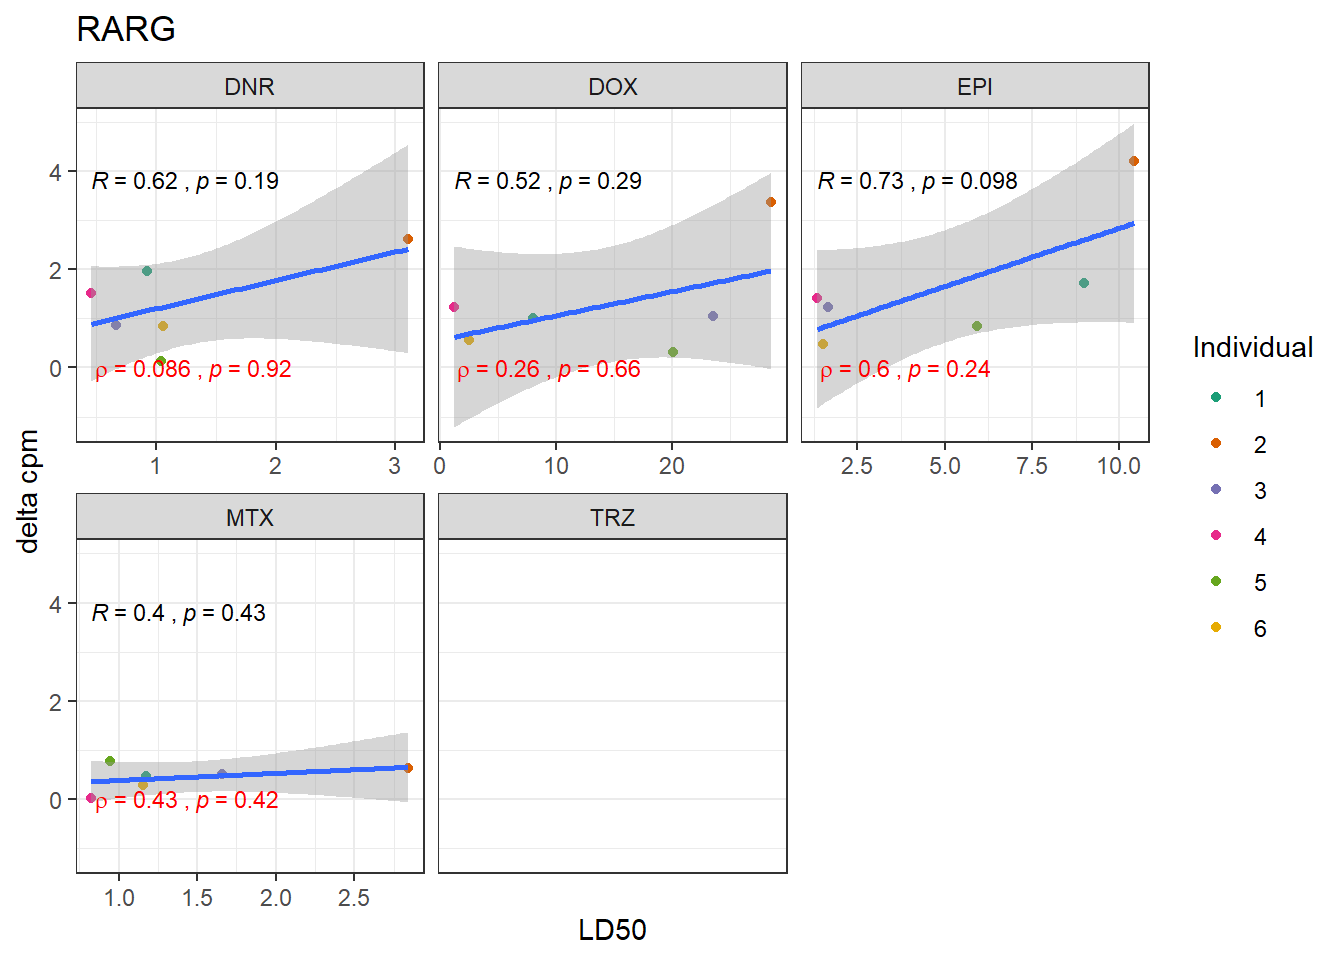 RARG
DNR
DOX
EPI
R = 0.62 , p = 0.19
R = 0.52 , p = 0.29
R = 0.73 , p = 0.098
ρ = 0.086 , p = 0.92
ρ = 0.26 , p = 0.66
ρ = 0.6 , p = 0.24
4
2
0
1 2 3
0 10 20
2.5 5.0 7.5 10.0
delta cpm
MTX
TRZ
R = 0.4 , p = 0.43
ρ = 0.43 , p = 0.42
4
2
0
1.0 1.5 2.0 2.5
LD50
Individual
1
2
3
4
5
6